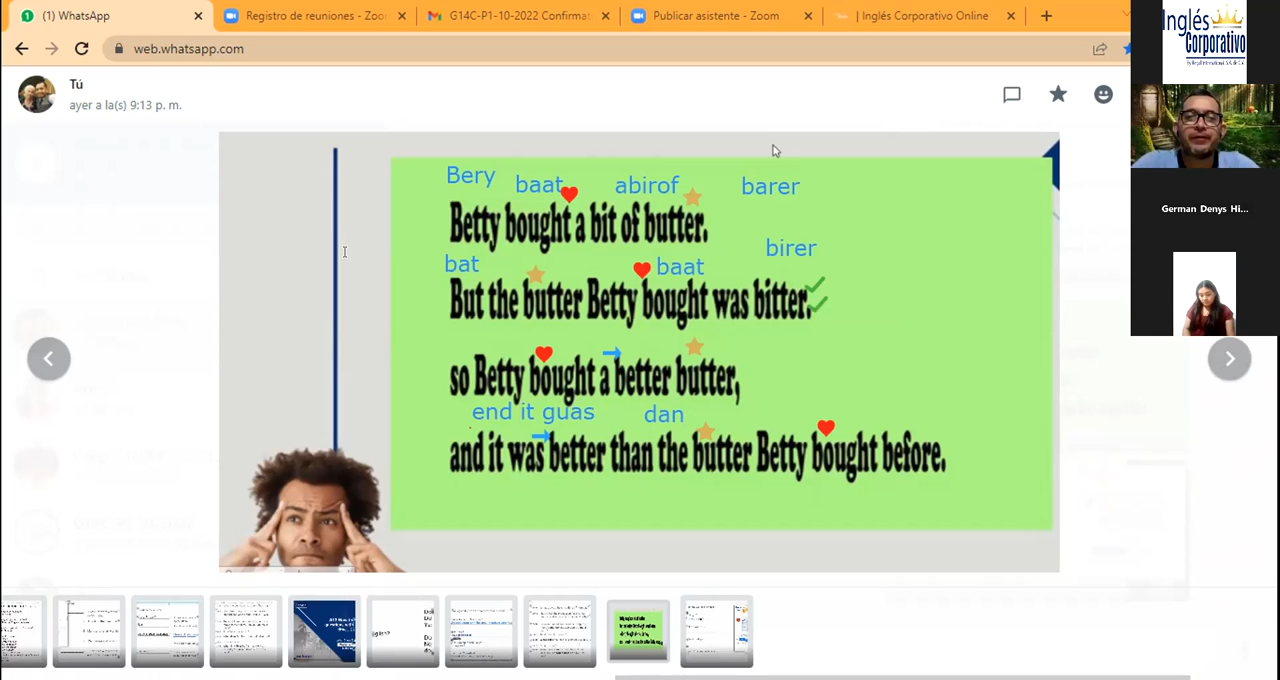 (1) WhatsApp
Registro de reuniones - Zoo
G14C-P1-10-2022 Confirmat
Publicar asistente - Zoom
| Inglés Corporativo Online
web.whatsapp.com
Inglés
Corporativo
Tú
ayer a la(s) 9:13 p. m.
German Denys Hi...
Bery baat abirof barer
Betty bought a bit of butter.
birer
bat baat
But the butter Betty bought was bitter.
so Betty bought a better butter,
end it guas dan
and it was better than the butter Betty bought before.